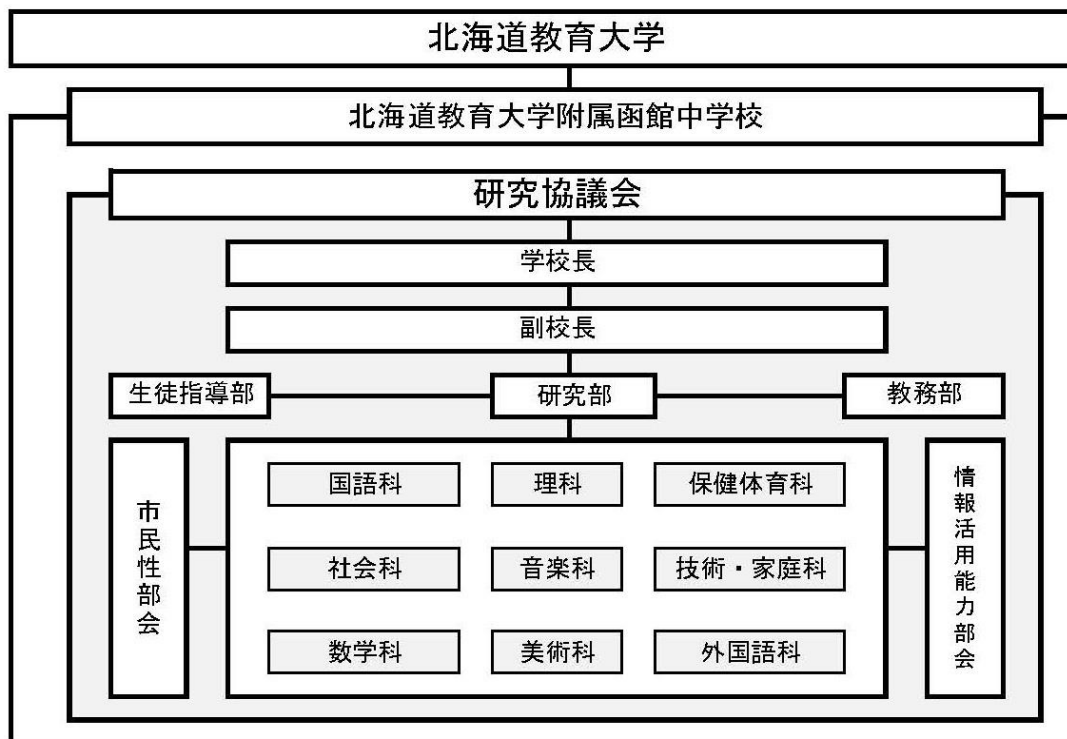 北海道教育大学
北海道教育大学附属函館中学校
研究協議会
学校長
副校長
生徒指導部
研究部
教務部
市民性部会
国語科
理科
保健体育科
社会科
音楽科
技術・家庭科
数学科
美術科
外国語科
情報活用能力部会